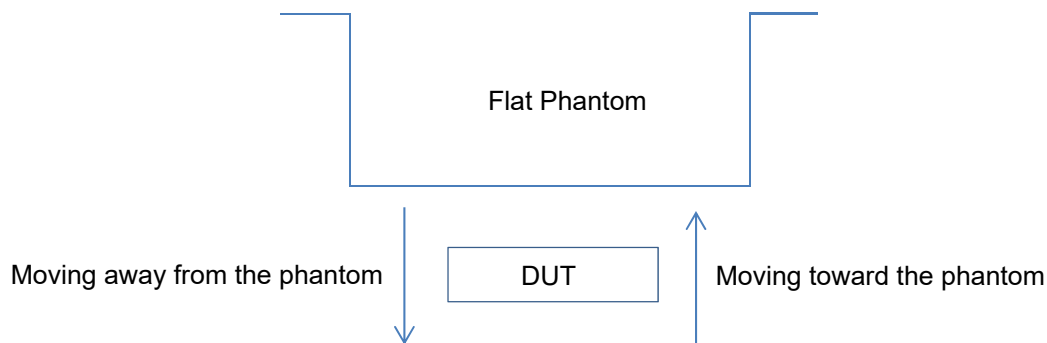 Flat Phantom
Moving away from the phantom
DUT
Moving toward the phantom